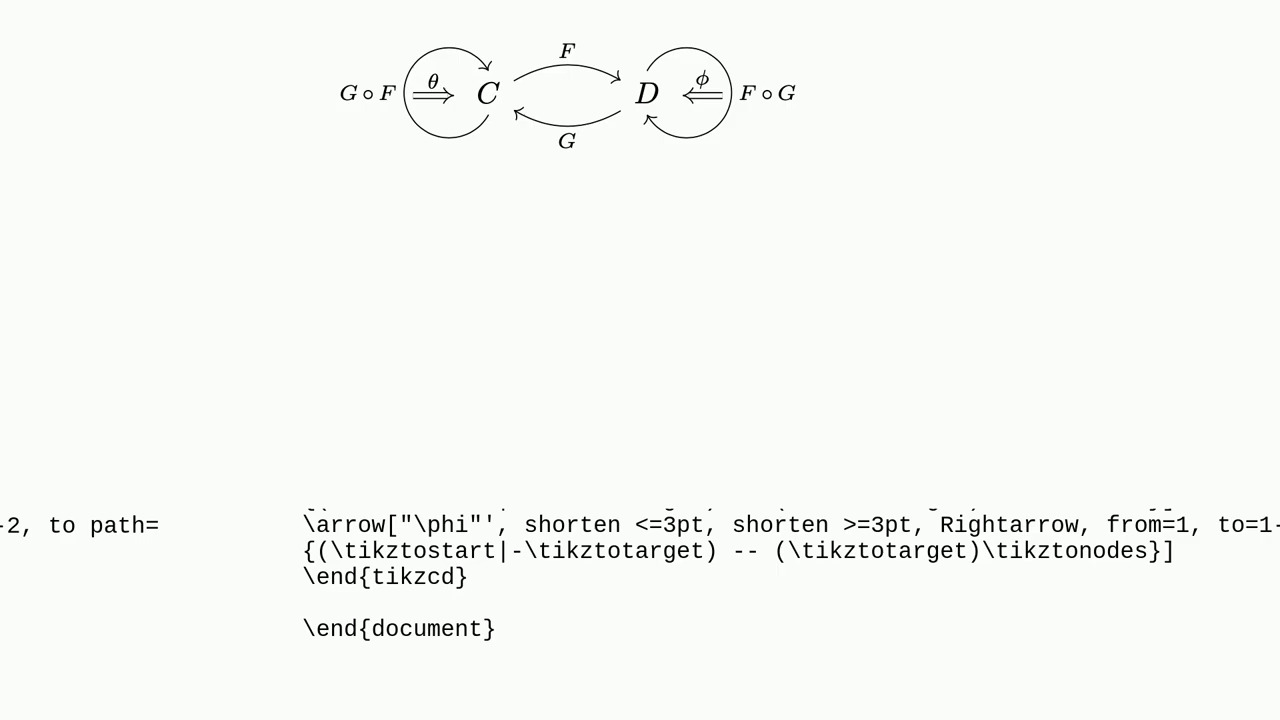 F
θ ϕ
G ∘ F C D F ∘ G
G
-2, to path=
\arrow["\phi"', shorten <=3pt, shorten >=3pt, Rightarrow, from=1, to=1-
{(\tikztostart|-\tikztotarget) -- (\tikztotarget)\tikztonodes}]
\end{tikzcd}
\end{document}